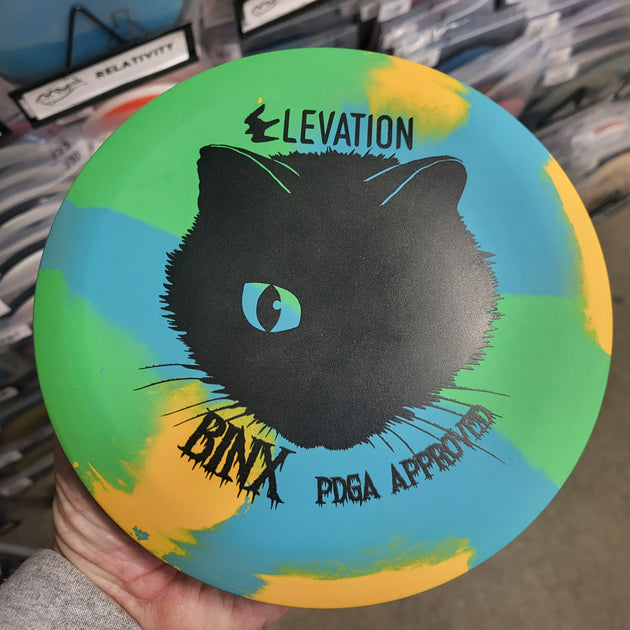 RELATIVITY
ELEVATION
BINX PDGA APPROVED